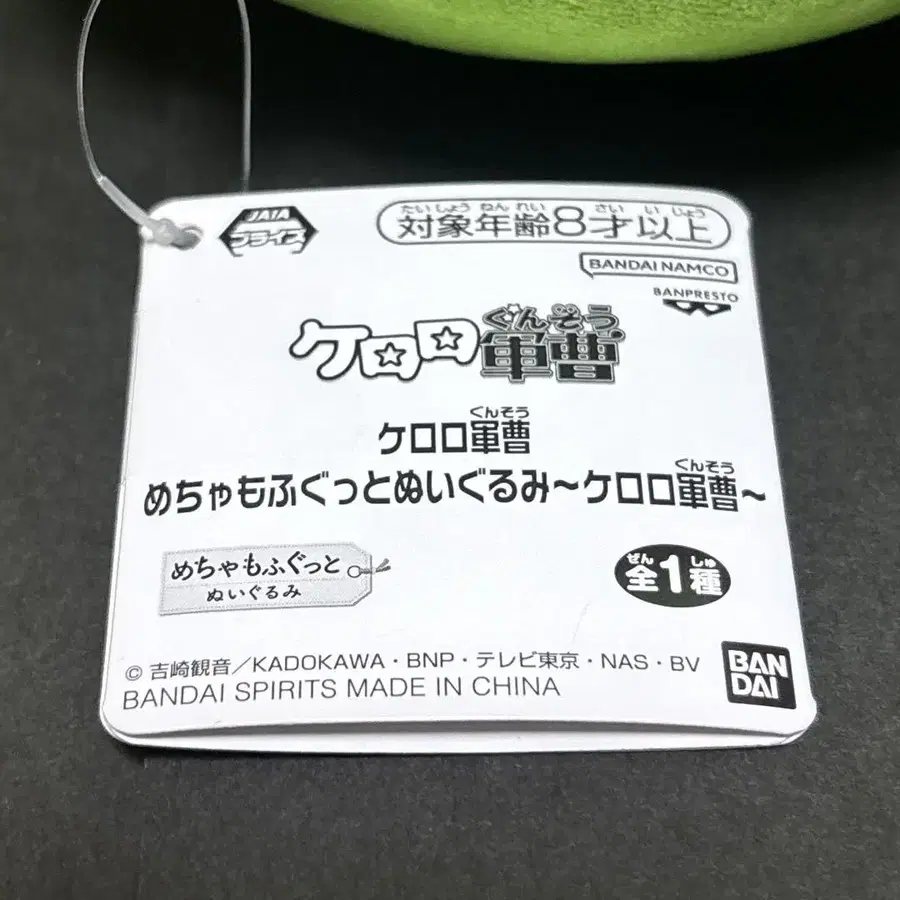 JAIA
プライズ
たいしょうねんれい さい いじょう
対象年齢8才以上
BANDAI NAMCO
BANPRESTO
ぐんそう
ケロロ軍曹
ぐんそう
ケロロ軍曹
ぐんそう
めちゃもふぐっとぬいぐるみ～ケロロ軍曹～
めちゃもふぐっと
ぬいぐるみ
ぜん しゅ
全1種
© 吉崎観音／KADOKAWA・BNP・テレビ東京・NAS・BV
BANDAI SPIRITS MADE IN CHINA
BAN
DAI